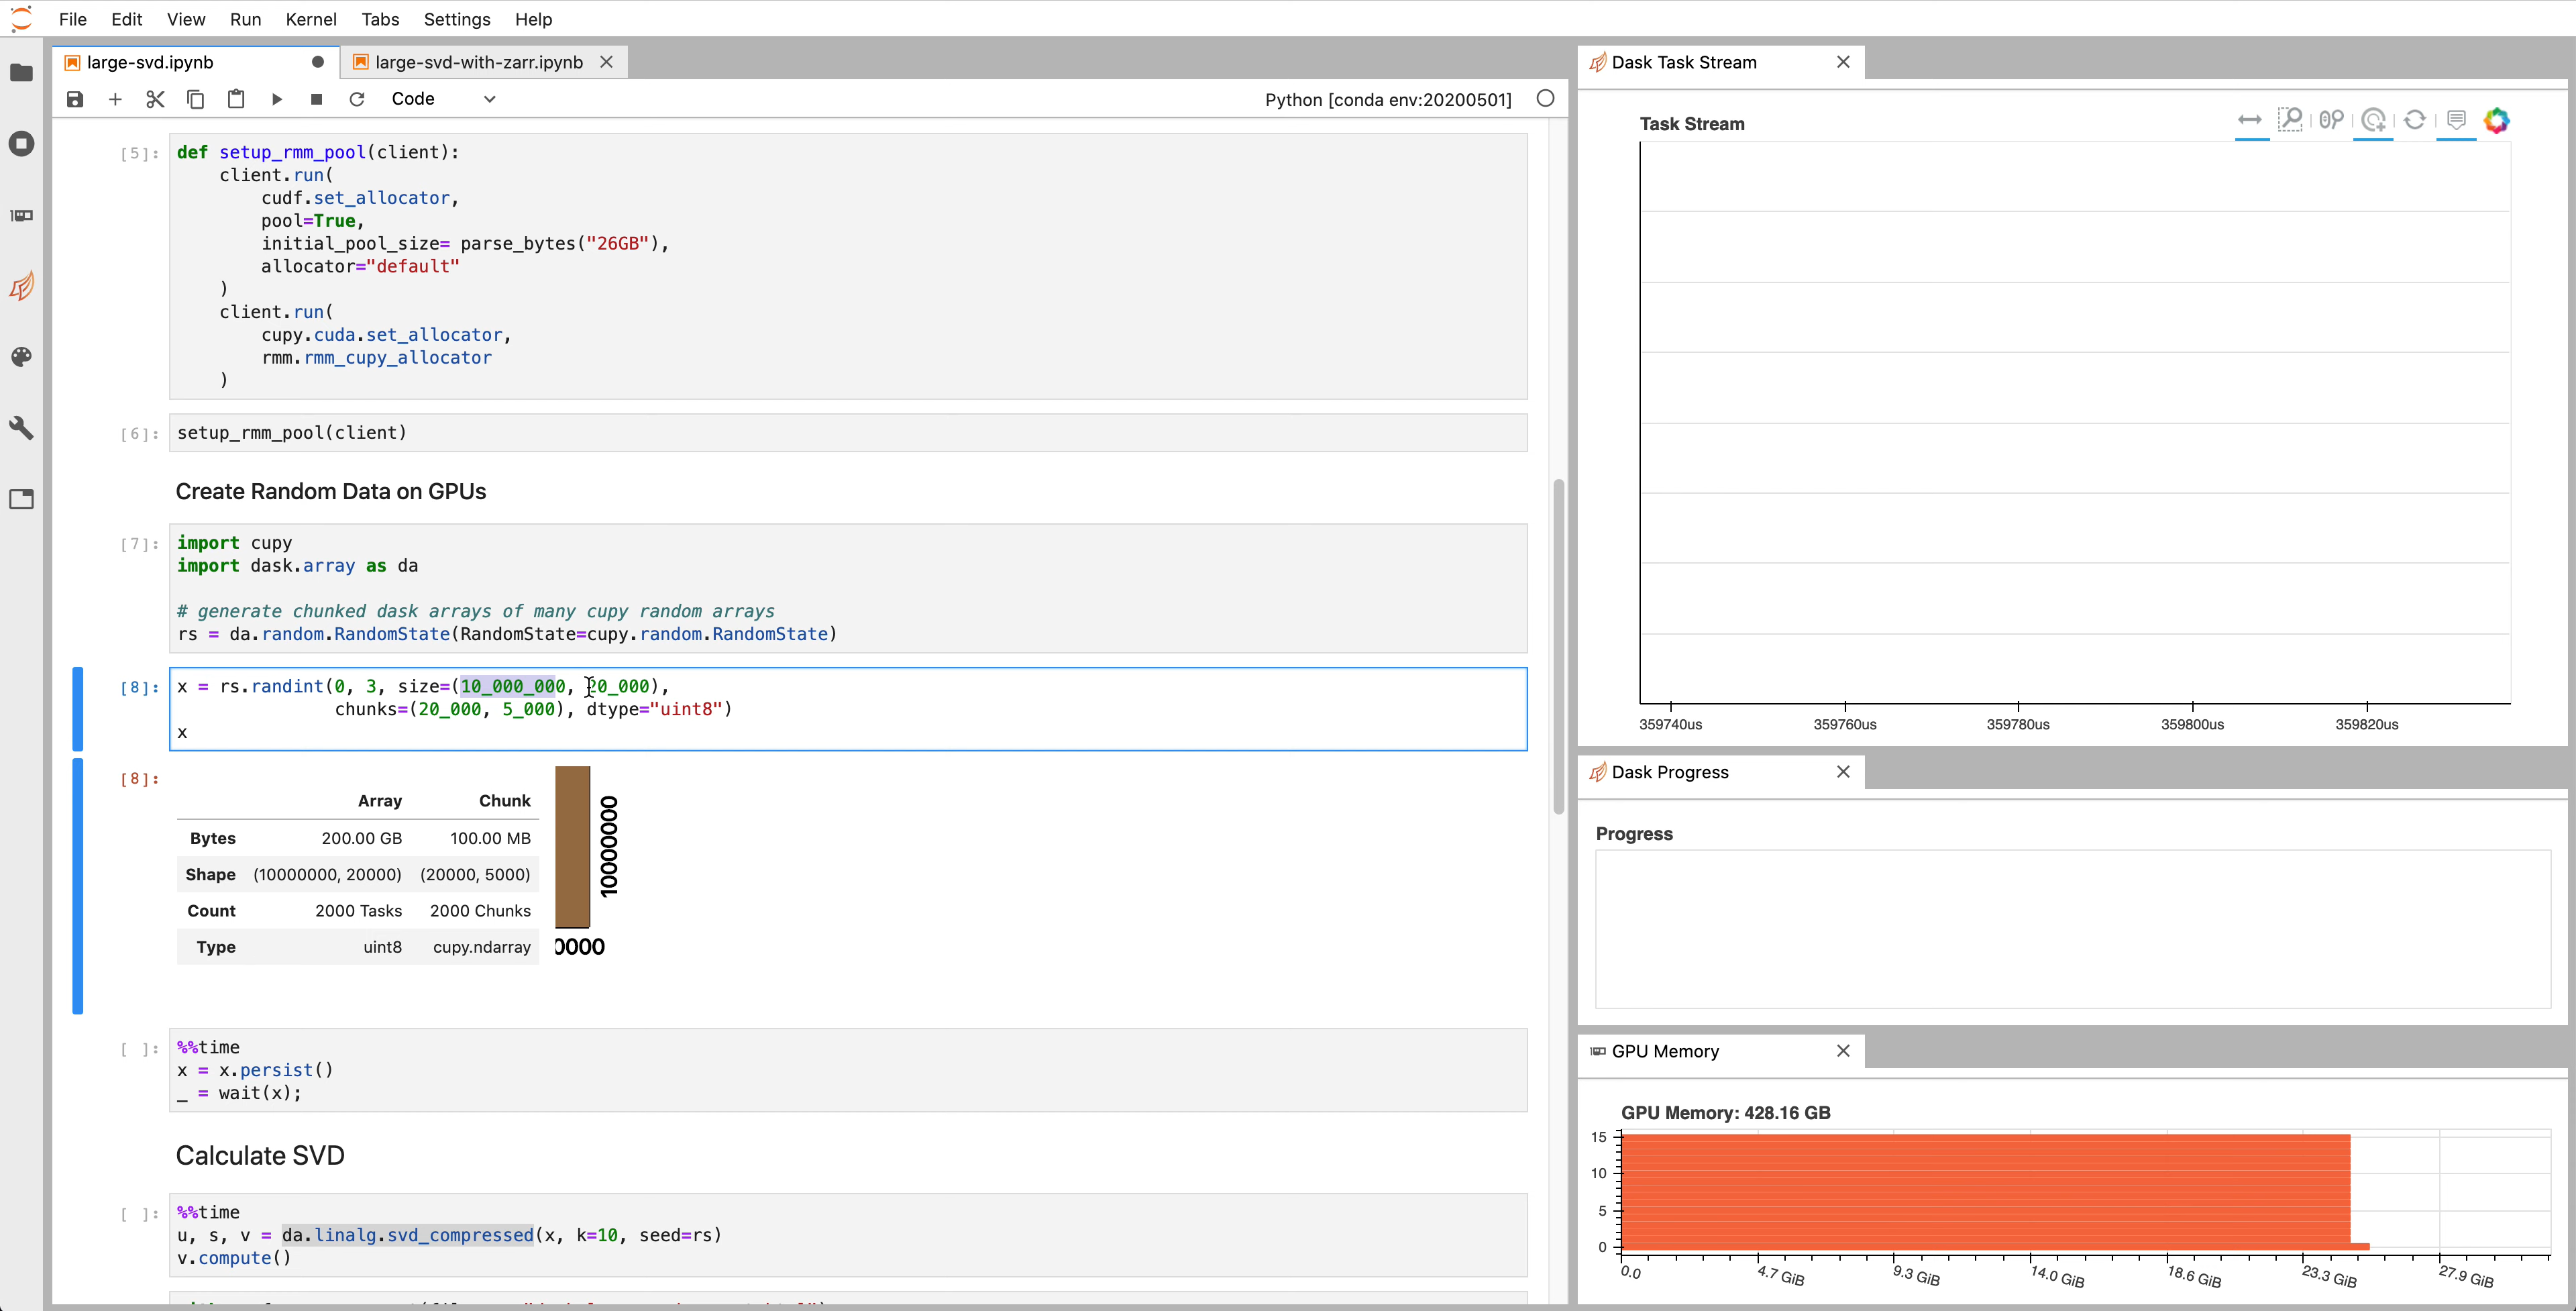 File Edit View Run Kernel Tabs Settings Help
large-svd.ipynb
large-svd-with-zarr.ipynb
Code
Python [conda env:20200501]
[5]:
def setup_rmm_pool(client):
    client.run(
        cudf.set_allocator,
        pool=True,
        initial_pool_size= parse_bytes("26GB"),
        allocator="default"
    )
    client.run(
        cupy.cuda.set_allocator,
        rmm.rmm_cupy_allocator
    )
[6]:
setup_rmm_pool(client)
Create Random Data on GPUs
[7]:
import cupy
import dask.array as da
# generate chunked dask arrays of many cupy random arrays
rs = da.random.RandomState(RandomState=cupy.random.RandomState)
[8]:
x = rs.randint(0, 3, size=(10_000_000, 20_000),
               chunks=(20_000, 5_000), dtype="uint8")
x
[8]:
Array Chunk
Bytes 200.00 GB 100.00 MB
Shape (10000000, 20000) (20000, 5000)
Count 2000 Tasks 2000 Chunks
Type uint8 cupy.ndarray
10000000
0000
[ ]:
%%time
x = x.persist()
_ = wait(x);
Calculate SVD
[ ]:
%%time
u, s, v = da.linalg.svd_compressed(x, k=10, seed=rs)
v.compute()
Dask Task Stream
Task Stream
359740us 359760us 359780us 359800us 359820us
Dask Progress
Progress
GPU Memory
GPU Memory: 428.16 GB
15
10
5
0
0.0 4.7 GiB 9.3 GiB 14.0 GiB 18.6 GiB 23.3 GiB 27.9 GiB